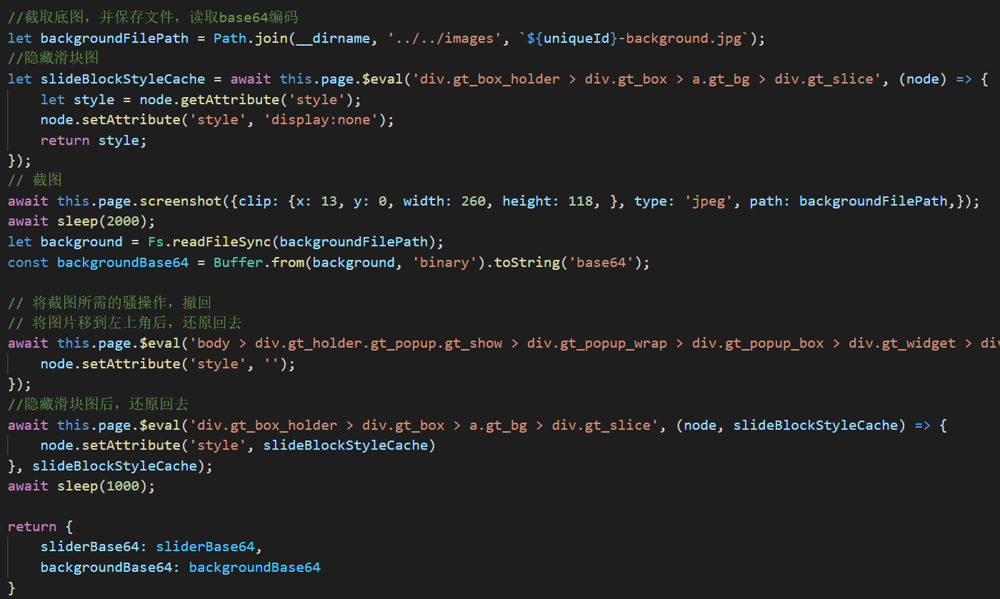 //截取底图，并保存文件，读取base64编码
let backgroundFilePath = Path.join(__dirname, '../../images', `${uniqueId}-background.jpg`);
//隐藏滑块图
let slideBlockStyleCache = await this.page.$eval('div.gt_box_holder > div.gt_box > a.gt_bg > div.gt_slice', (node) => {
    let style = node.getAttribute('style');
    node.setAttribute('style', 'display:none');
    return style;
});
// 截图
await this.page.screenshot({clip: {x: 13, y: 0, width: 260, height: 118, }, type: 'jpeg', path: backgroundFilePath,});
await sleep(2000);
let background = Fs.readFileSync(backgroundFilePath);
const backgroundBase64 = Buffer.from(background, 'binary').toString('base64');

// 将截图所需的骚操作，撤回
// 将图片移到左上角后，还原回去
await this.page.$eval('body > div.gt_holder.gt_popup.gt_show > div.gt_popup_wrap > div.gt_popup_box > div.gt_widget > div
    node.setAttribute('style', '');
});
//隐藏滑块图后，还原回去
await this.page.$eval('div.gt_box_holder > div.gt_box > a.gt_bg > div.gt_slice', (node, slideBlockStyleCache) => {
    node.setAttribute('style', slideBlockStyleCache)
}, slideBlockStyleCache);
await sleep(1000);

return {
    sliderBase64: sliderBase64,
    backgroundBase64: backgroundBase64
}